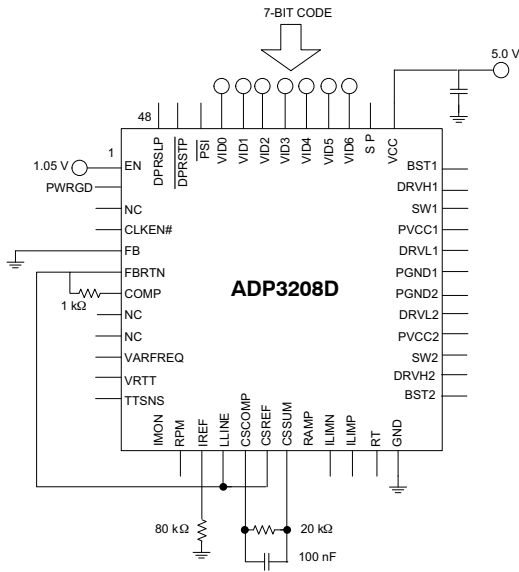 7-BIT CODE
5.0 V
48
DPRSLP
DPRSTP
PSI
VID0
VID1
VID2
VID3
VID4
VID5
VID6
S P
VCC
1
1.05 V
EN
PWRGD
NC
CLKEN#
FB
FBRTN
COMP
1 kΩ
NC
NC
VARFREQ
VRTT
TTSNS
ADP3208D
BST1
DRVH1
SW1
PVCC1
DRVL1
PGND1
PGND2
DRVL2
PVCC2
SW2
DRVH2
BST2
IMON
RPM
IREF
LLINE
CSCOMP
CSREF
CSSUM
RAMP
ILIMN
ILIMP
RT
GND
80 kΩ
20 kΩ
100 nF